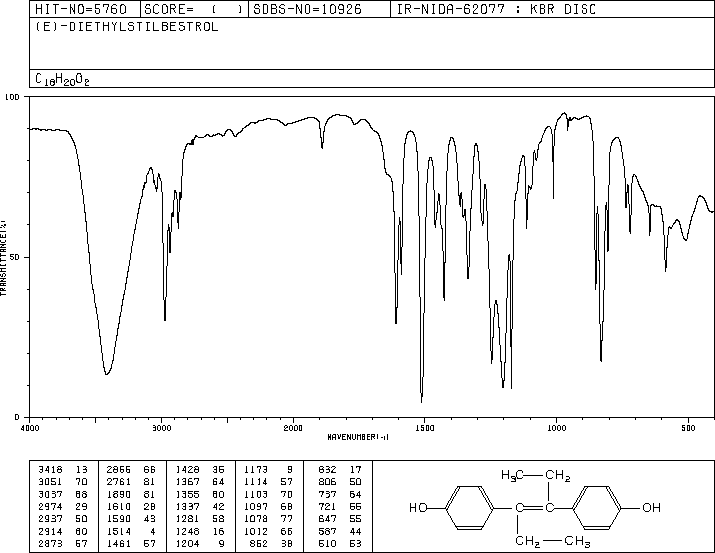 HIT-NO=5760 SCORE= ( ) SDBS-NO=10926 IR-NIDA-62077 : KBR DISC
(E)-DIETHYLSTILBESTROL
C18H20O2
100
50
0
TRANSMITTANCE(%)
4000 3000 2000 1500 1000 500
WAVENUMBER(-1)
3418 13 2866 66 1428 35 1173 9 832 17
3051 70 2761 81 1367 64 1114 57 806 50
3037 68 1890 81 1355 60 1103 70 737 64
2974 29 1610 28 1337 42 1097 68 721 55
2937 50 1590 43 1281 58 1078 77 647 55
2914 60 1514 4 1248 16 1012 66 587 44
2873 57 1461 57 1204 9 852 38 510 53
H3C CH2
HO OH
CH2 CH3